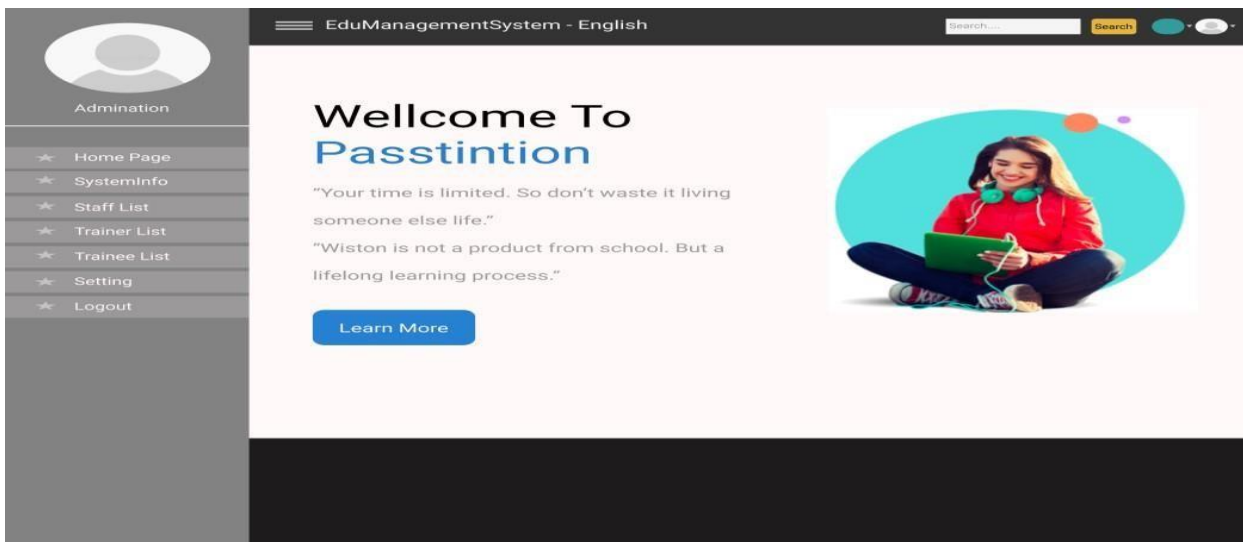 EduManagementSystem - English
Search....
Search
Admination
Home Page
SystemInfo
Staff List
Trainer List
Trainee List
Setting
Logout
Wellcome To
Passtintion
“Your time is limited. So don’t waste it living
someone else life.”
“Wiston is not a product from school. But a
lifelong learning process.”
Learn More